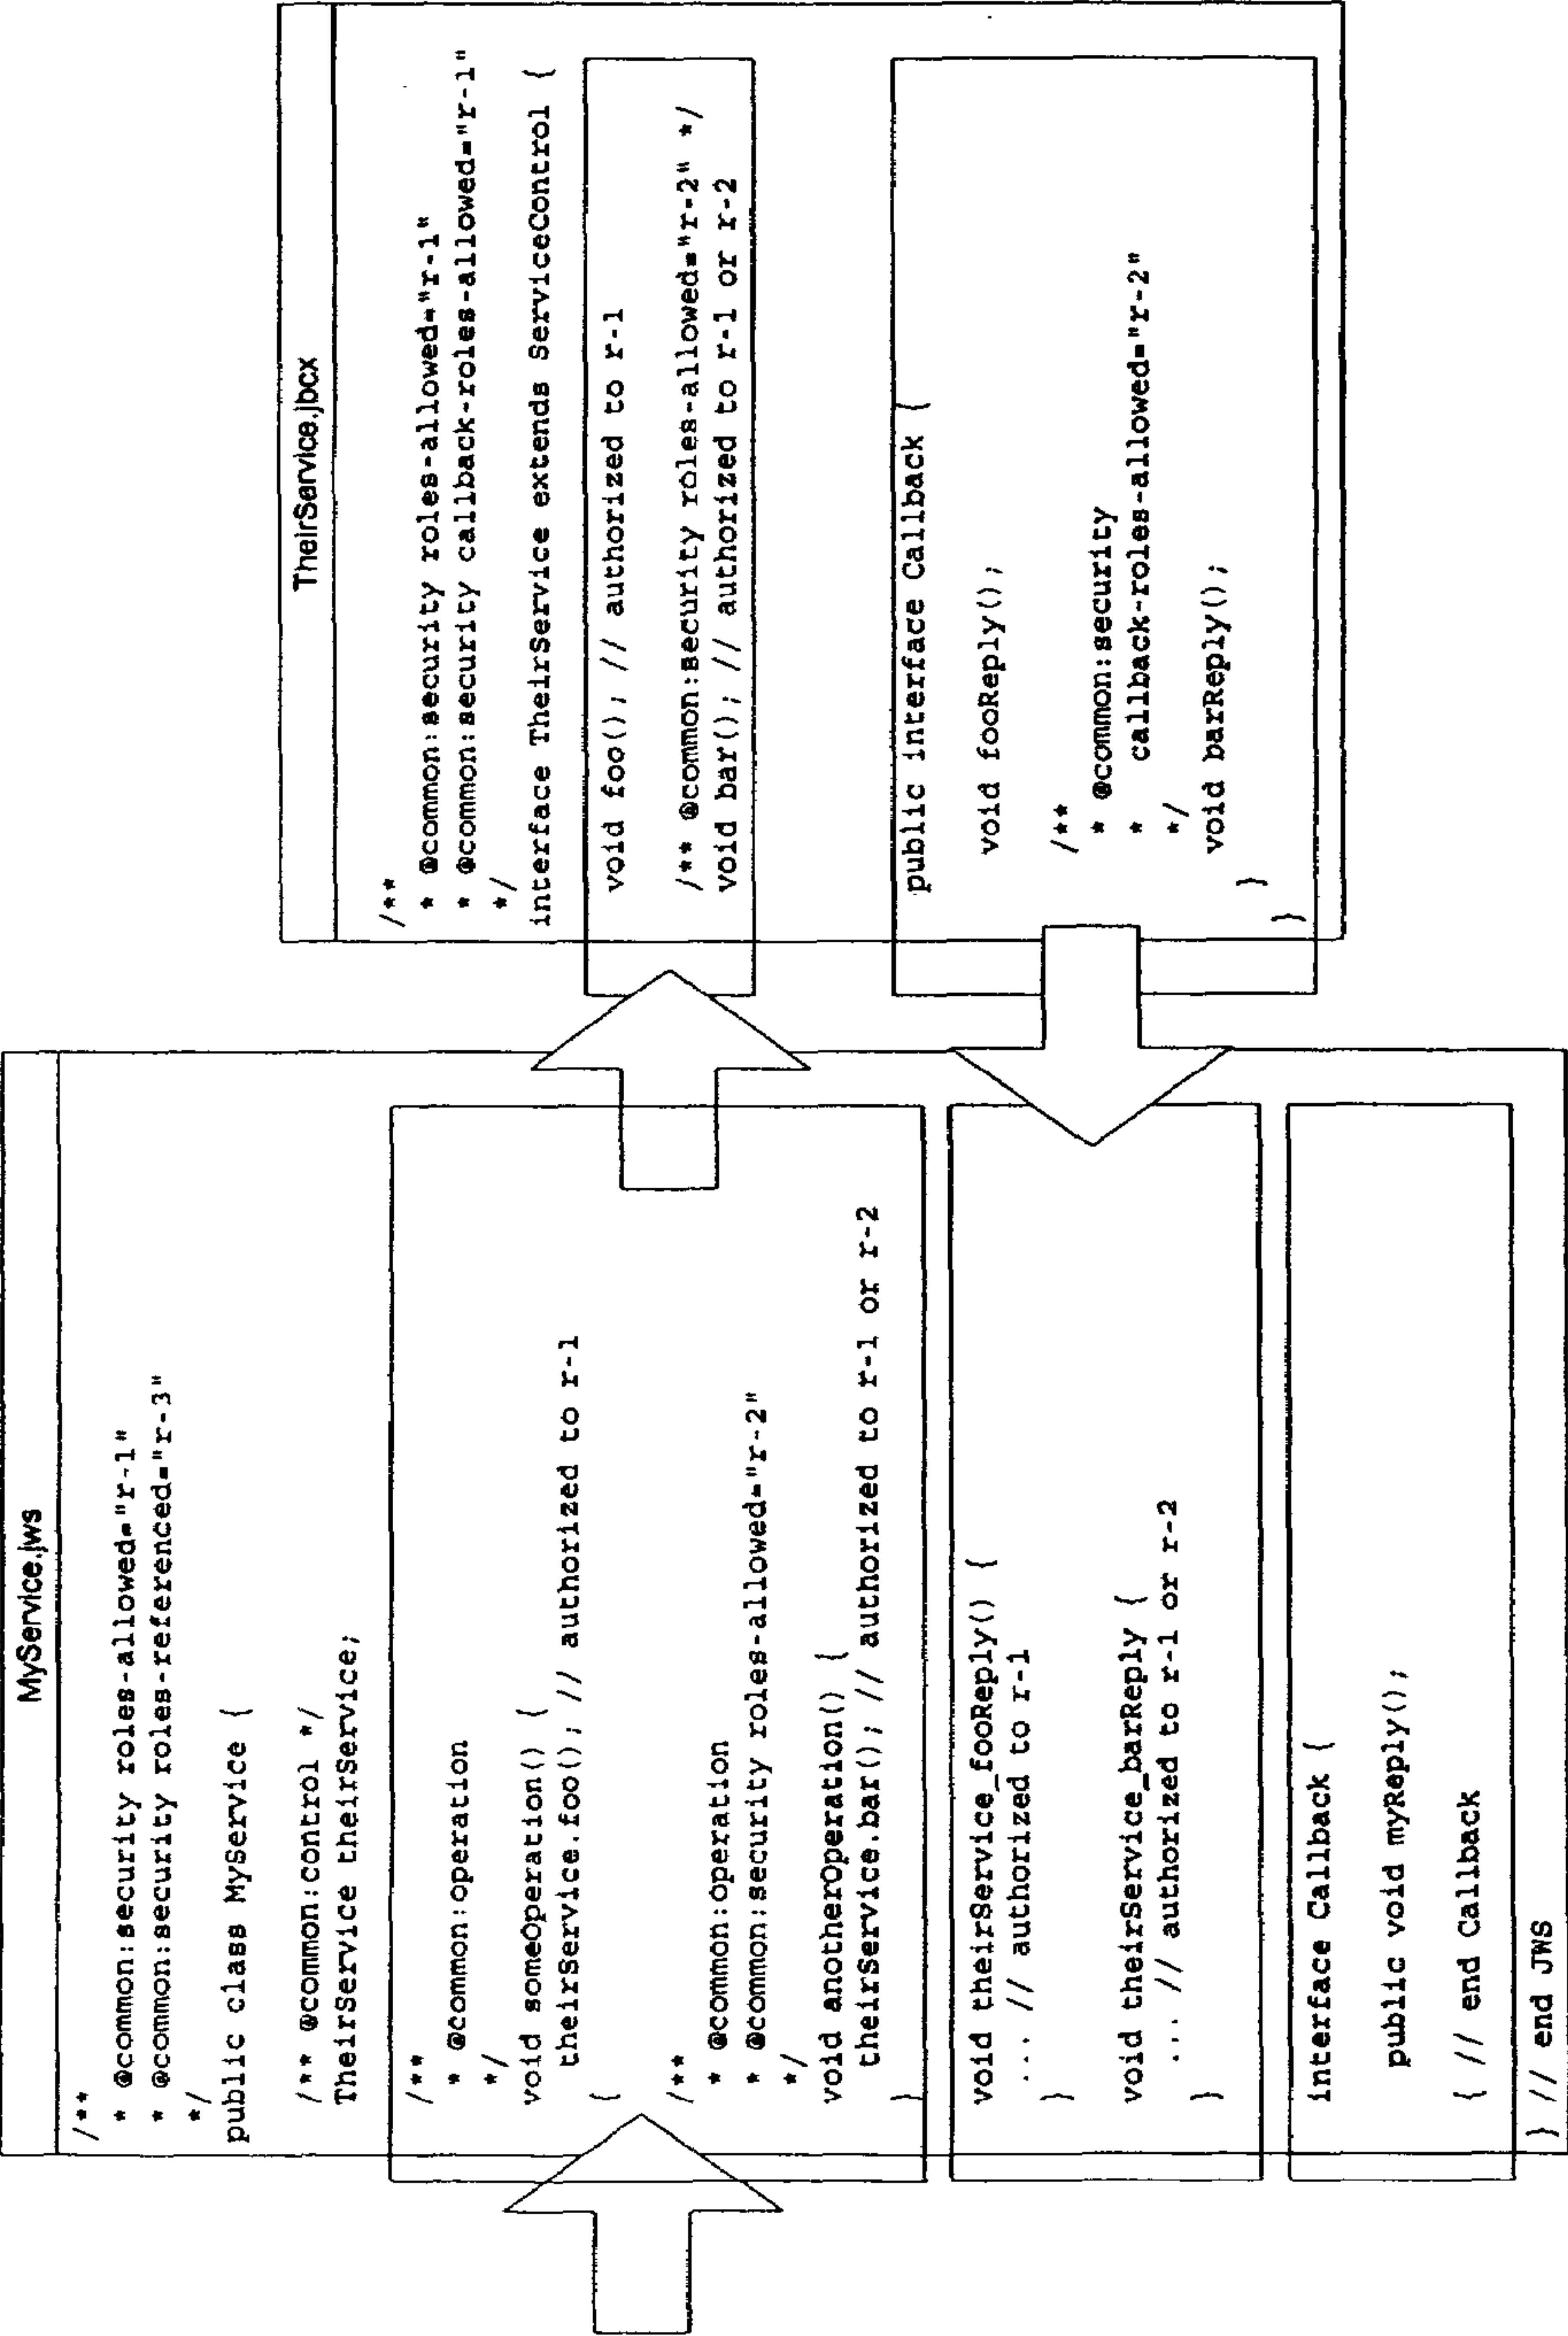 MyService.jws
/**
* @common:security roles-allowed="r-1"
* @common:security roles-referenced="r-3"
*/
public class MyService {
/** @common:control */
TheirService theirService;
/**
* @common:operation
*/
void someOperation() {
theirService.foo(); // authorized to r-1
{
/**
* @common:operation
* @common:security roles-allowed="r-2"
*/
void anotherOperation() {
theirService.bar(); // authorized to r-1 or r-2
}
void theirService_fooReply() {
... // authorized to r-1
}
void theirService_barReply {
... // authorized to r-1 or r-2
}
interface Callback {
public void myReply();
{ // end Callback
} // end JWS
TheirService.jbcx
/**
* @common:security roles-allowed="r-1"
* @common:security callback-roles-allowed="r-1"
*/
interface TheirService extends ServiceControl {
void foo(); // authorized to r-1
/** @common:security roles-allowed="r-2" */
void bar(); // authorized to r-1 or r-2
public interface Callback {
void fooReply();
/**
* @common:security
* callback-roles-allowed="r-2"
*/
void barReply();
}
}